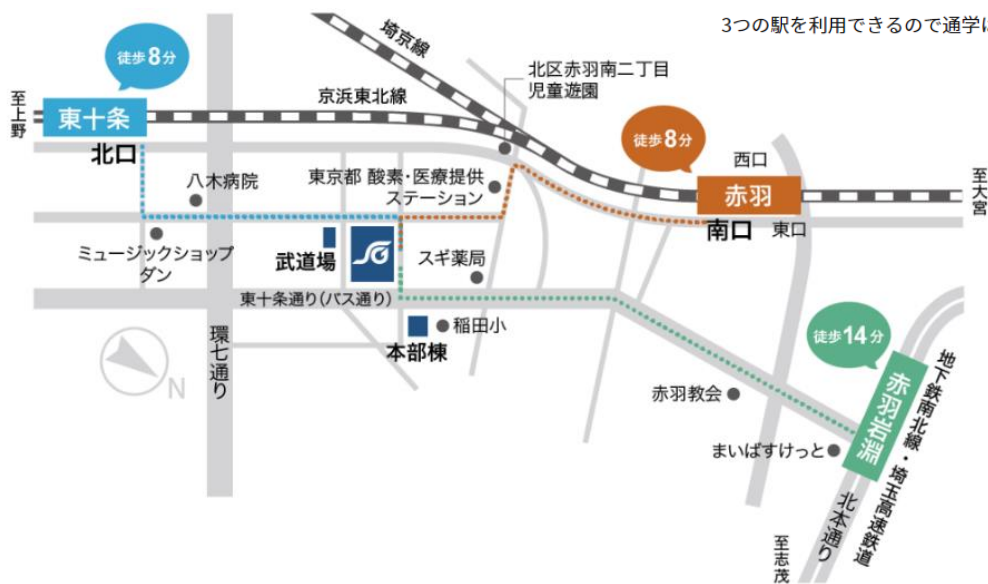 3つの駅を利用できるので通学に
徒歩8分
埼京線
北区赤羽南二丁目
児童遊園
至上野
東十条
京浜東北線
北口
徒歩8分
西口
至大宮
八木病院
東京都 酸素・医療提供
ステーション
赤羽
南口
東口
ミュージックショップ
ダン
武道場
スギ薬局
東十条通り(バス通り)
稲田小
本部棟
環七通り
N
徒歩14分
赤羽岩淵
地下鉄南北線・埼玉高速鉄道
赤羽教会
まいばすけっと
北本通り
至志茂